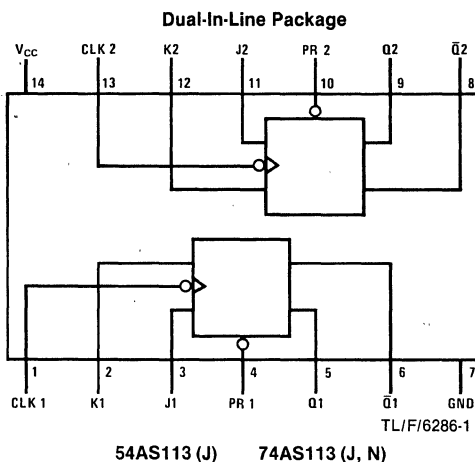 Dual-In-Line Package
VCC CLK 2 K2 J2 PR 2 Q2 Q̅2
14 13 12 11 10 9 8
1 2 3 4 5 6 7
CLK 1 K1 J1 PR 1 Q1 Q̅1 GND
TL/F/6286-1
54AS113 (J) 74AS113 (J, N)